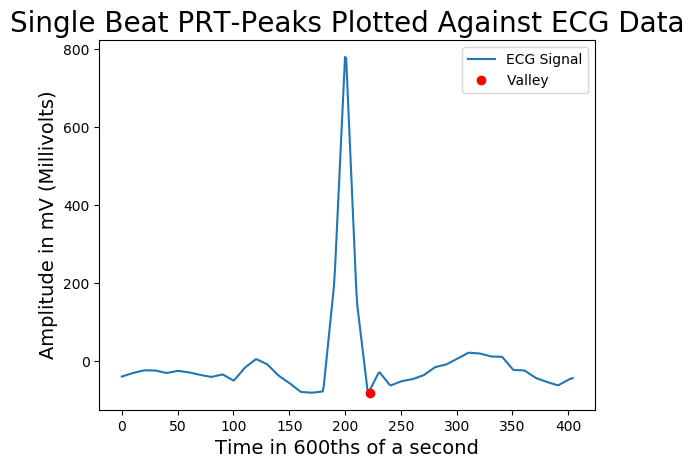 Single Beat PRT-Peaks Plotted Against ECG Data
800
600
400
200
0
Amplitude in mV (Millivolts)
ECG Signal
Valley
0 50 100 150 200 250 300 350 400
Time in 600ths of a second